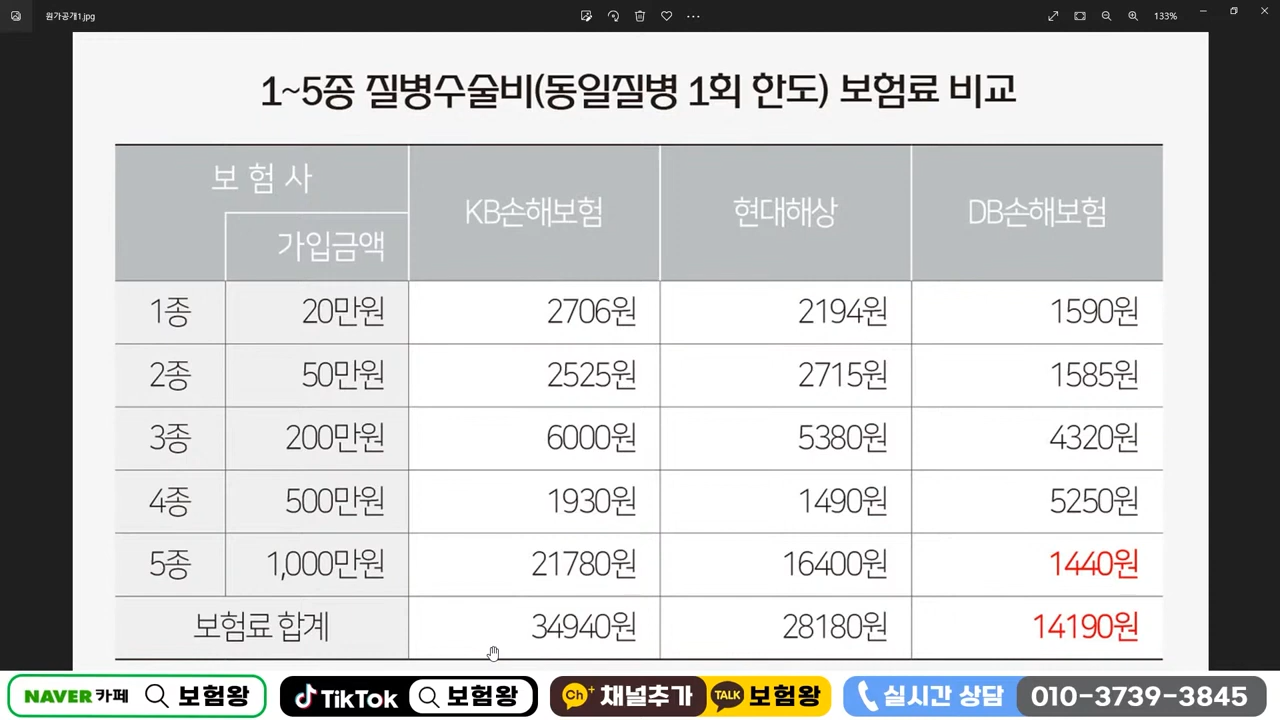 원가공개1.jpg
133%
1~5종 질병수술비(동일질병 1회 한도) 보험료 비교
보 험 사
가입금액
KB손해보험
현대해상
DB손해보험
1종 20만원 2706원 2194원 1590원
2종 50만원 2525원 2715원 1585원
3종 200만원 6000원 5380원 4320원
4종 500만원 1930원 1490원 5250원
5종 1,000만원 21780원 16400원 1440원
보험료 합계 34940원 28180원 14190원
NAVER 카페 보험왕 TikTok 보험왕 Ch+ 채널추가 TALK 보험왕 실시간 상담 010-3739-3845